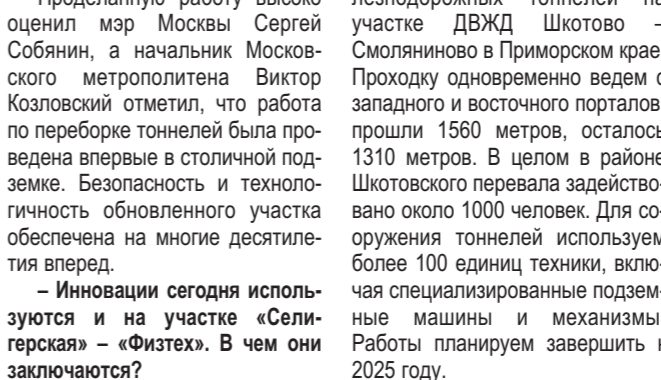 Проделанную работу высоко
оценил мэр Москвы Сергей
Собянин, а начальник Москов-
ского метрополитена Виктор
Козловский отметил, что работа
по переборке тоннелей была про-
ведена впервые в столичной под-
земке. Безопасность и техноло-
гичность обновленного участка
обеспечена на многие десятиле-
тия вперед.
– Инновации сегодня исполь-
зуются и на участке «Сели-
герская» – «Физтех». В чем они
заключаются?
тоннелей на
участке ДВЖД Шкотово –
Смоляниново в Приморском крае.
Проходку одновременно ведем с
западного и восточного порталов:
прошли 1560 метров, осталось
1310 метров. В целом в районе
Шкотовского перевала задейство-
вано около 1000 человек. Для со-
оружения тоннелей используем
более 100 единиц техники, вклю-
чая специализированные подзем-
ные машины и механизмы.
Работы планируем завершить к
2025 году.